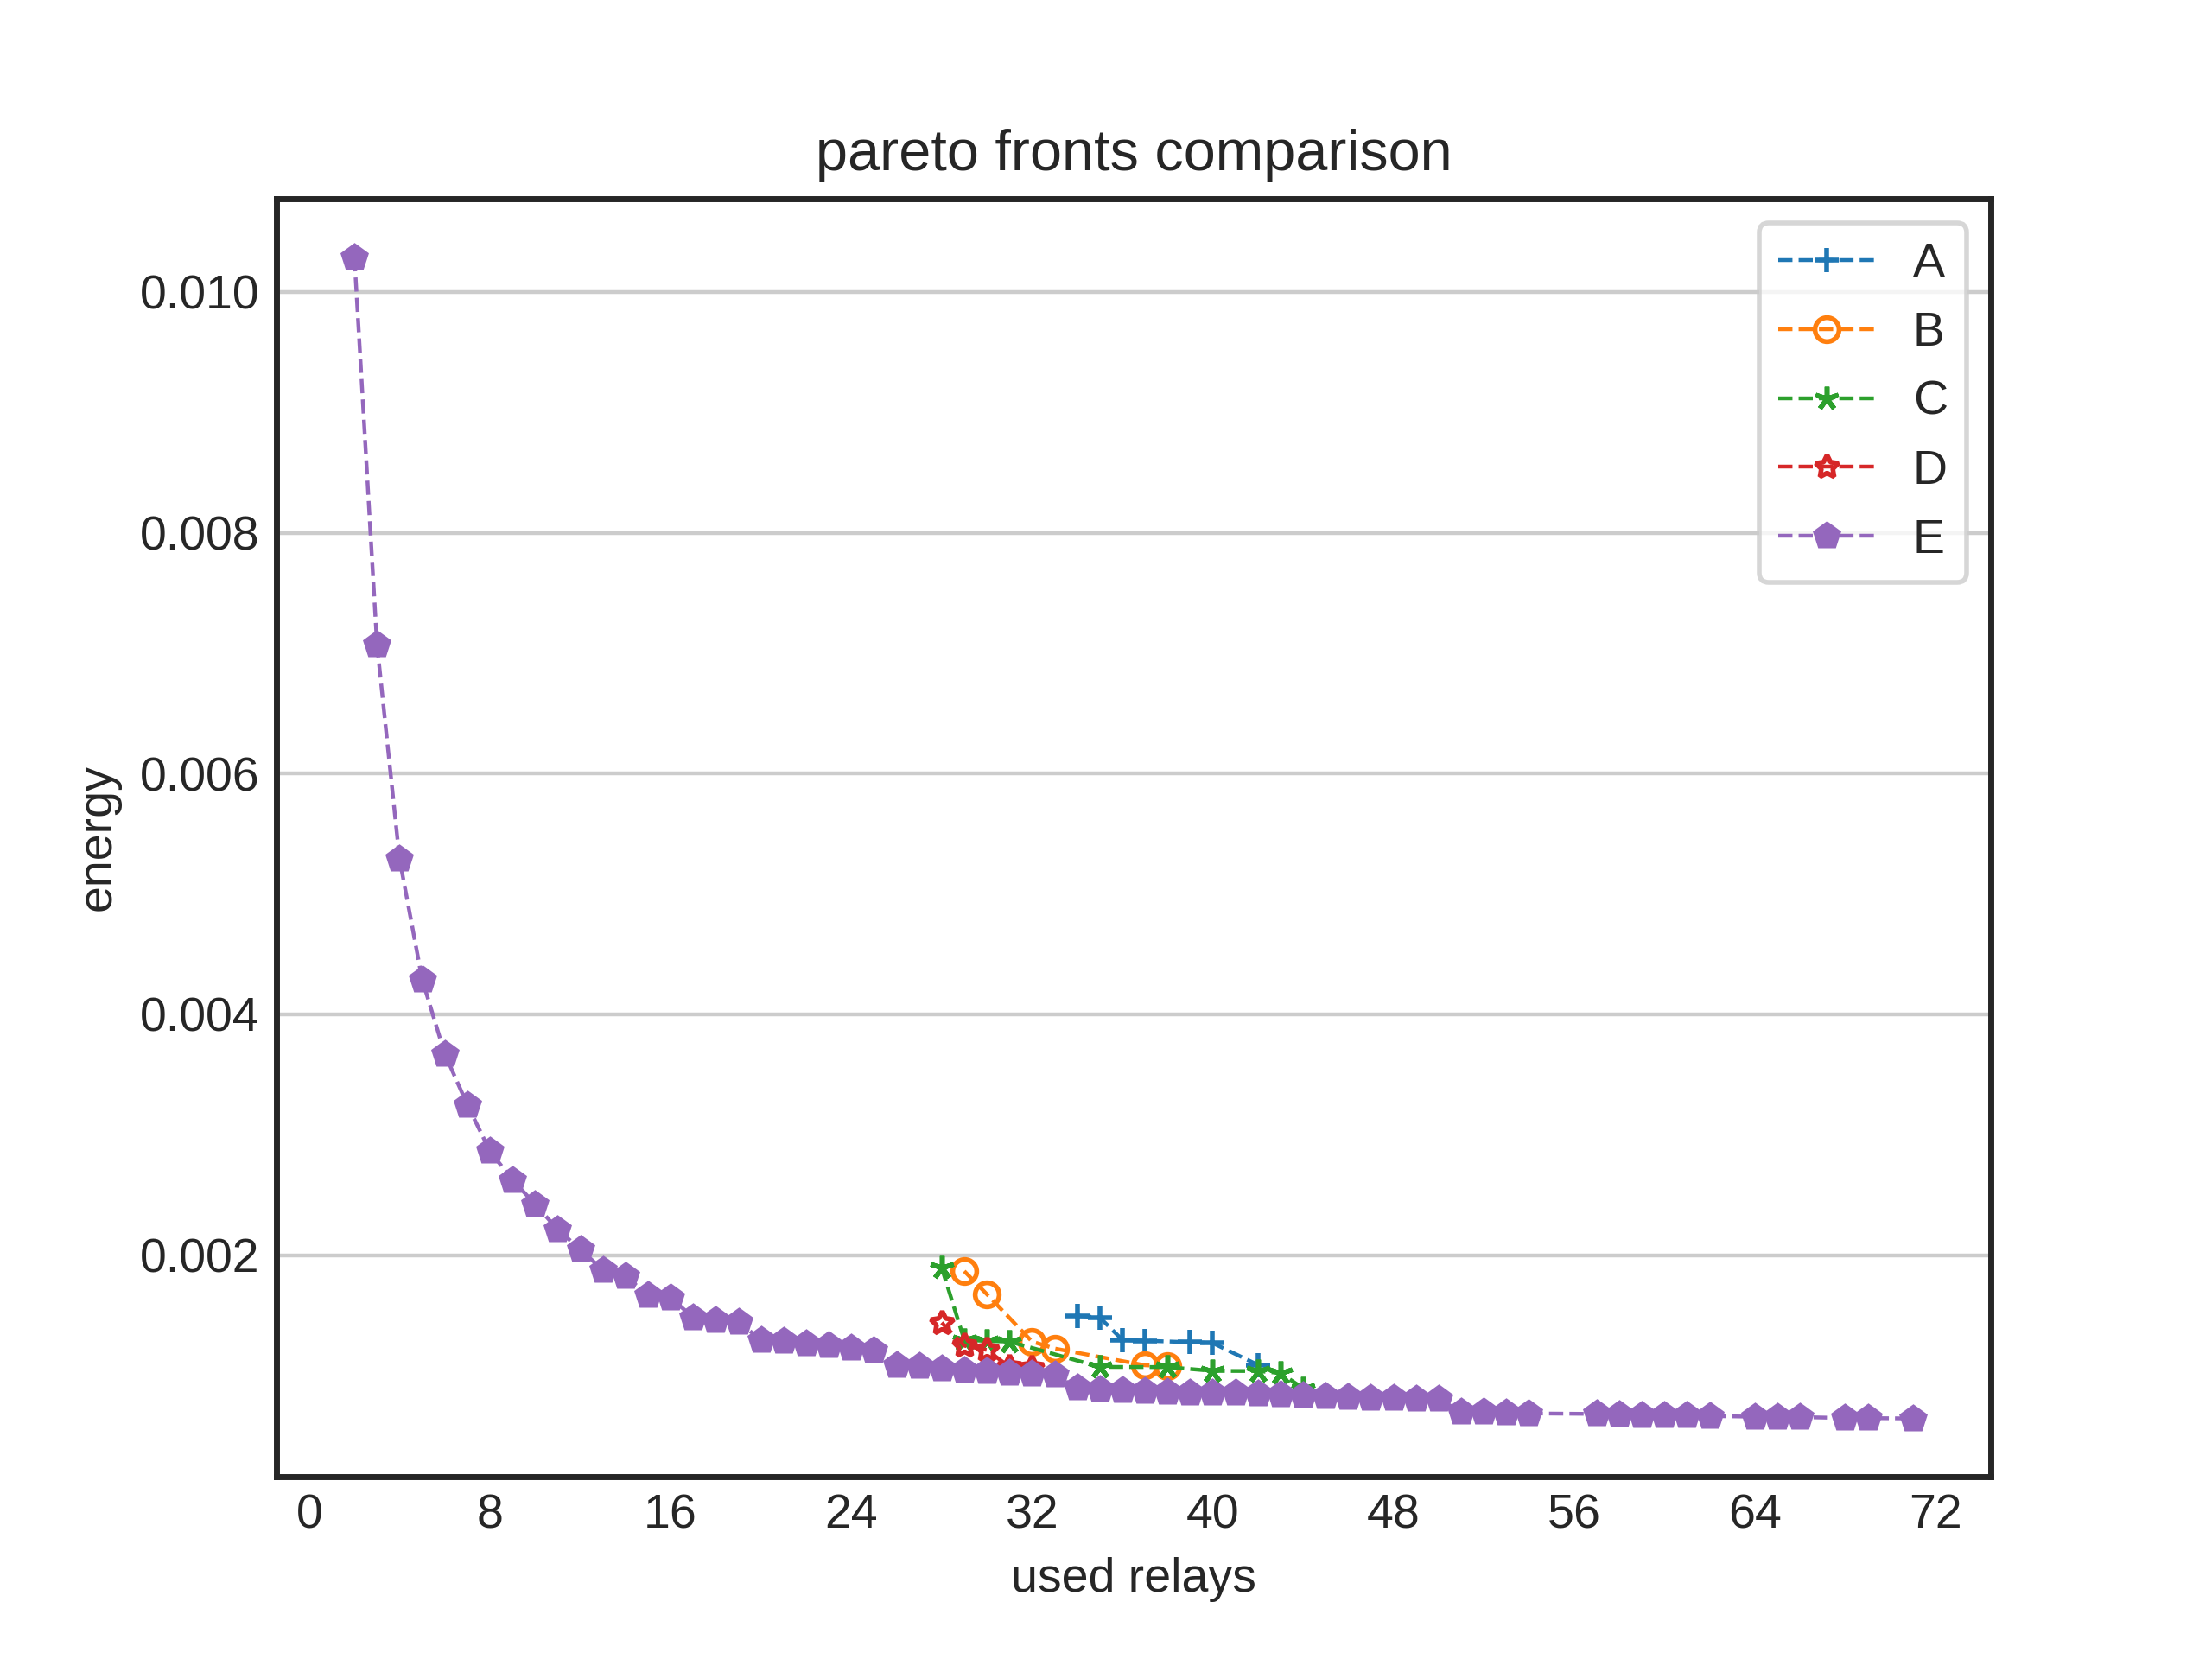 pareto fronts comparison
A
B
C
D
E
0.010
0.008
0.006
0.004
0.002
energy
0 8 16 24 32 40 48 56 64 72
used relays